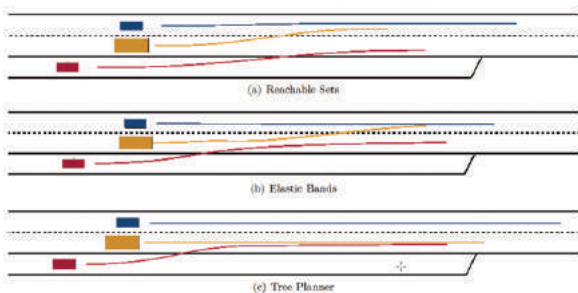 (a) Reachable Sets
(b) Elastic Bands
(c) Tree Planner